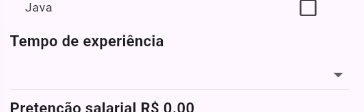 Java
Tempo de experiência
Pretenção salarial R$ 0.00